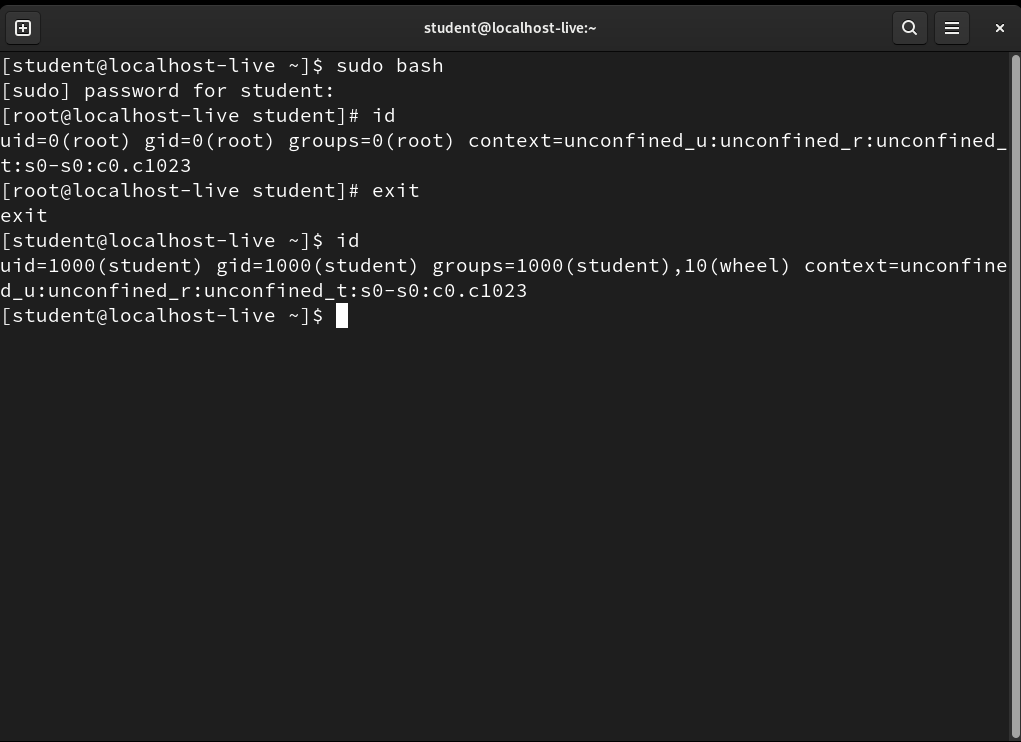 student@localhost-live:~
[student@localhost-live ~]$ sudo bash
[sudo] password for student:
[root@localhost-live student]# id
uid=0(root) gid=0(root) groups=0(root) context=unconfined_u:unconfined_r:unconfined_
t:s0-s0:c0.c1023
[root@localhost-live student]# exit
exit
[student@localhost-live ~]$ id
uid=1000(student) gid=1000(student) groups=1000(student),10(wheel) context=unconfine
d_u:unconfined_r:unconfined_t:s0-s0:c0.c1023
[student@localhost-live ~]$